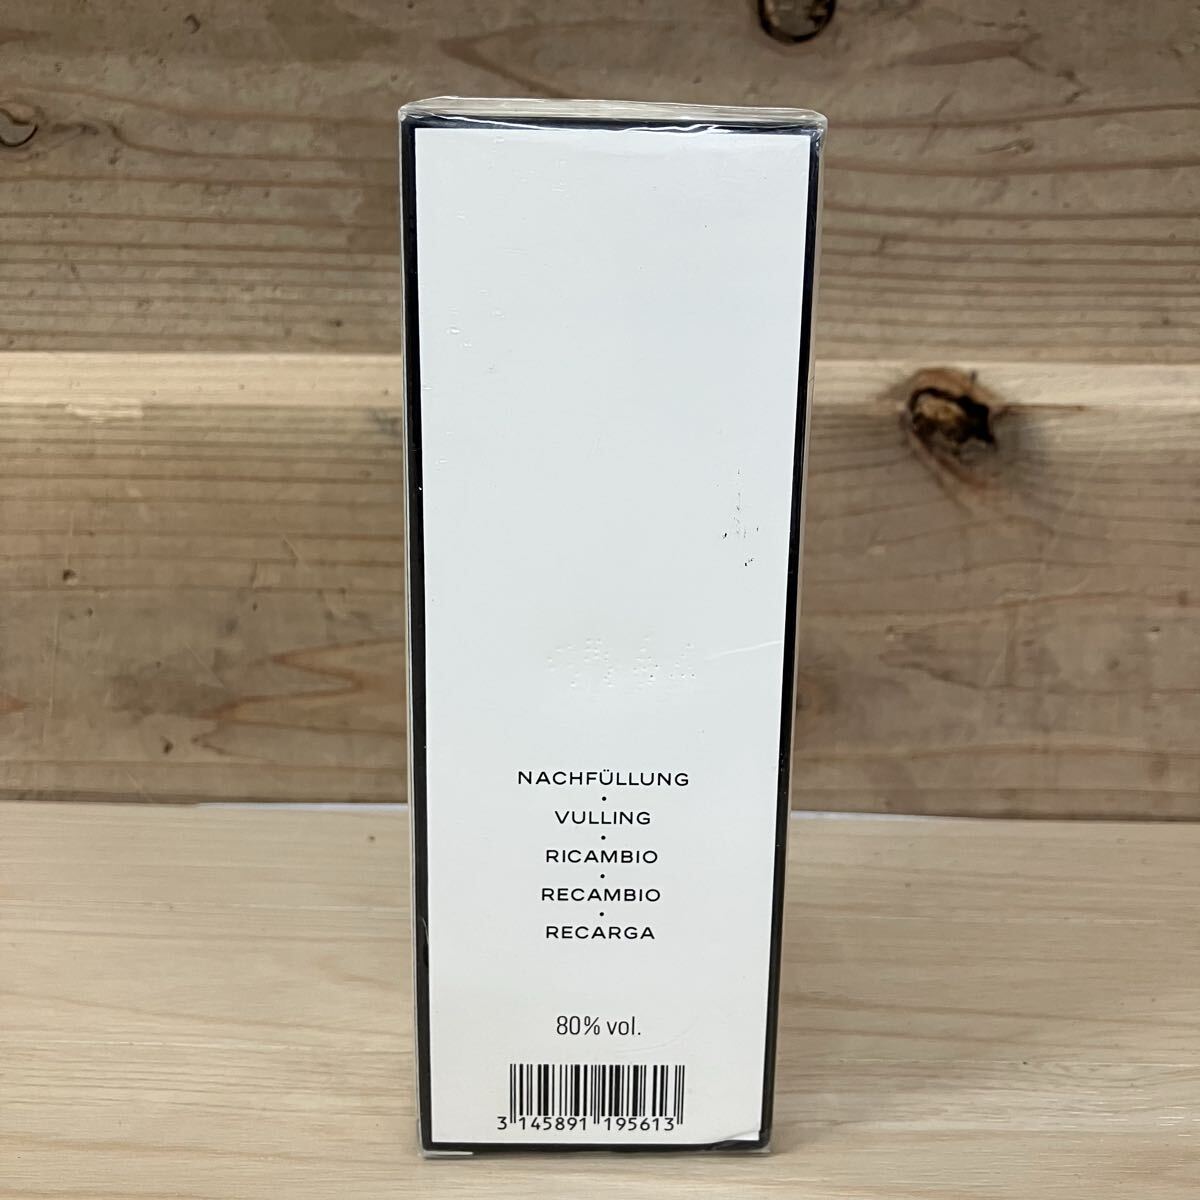 NACHFÜLLUNG
•
VULLING
•
RICAMBIO
•
RECAMBIO
•
RECARGA
80% vol.
3 145891 195613